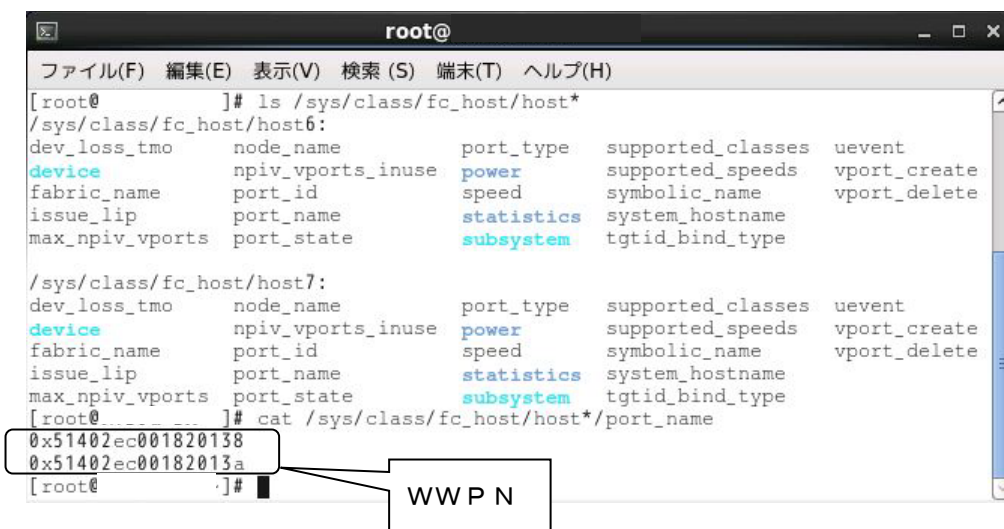 root@
ファイル(F) 編集(E) 表示(V) 検索 (S) 端末(T) ヘルプ(H)
[root@ ]# ls /sys/class/fc_host/host*
/sys/class/fc_host/host6:
dev_loss_tmo node_name port_type supported_classes uevent
device npiv_vports_inuse power supported_speeds vport_create
fabric_name port_id speed symbolic_name vport_delete
issue_lip port_name statistics system_hostname
max_npiv_vports port_state subsystem tgtid_bind_type
/sys/class/fc_host/host7:
dev_loss_tmo node_name port_type supported_classes uevent
device npiv_vports_inuse power supported_speeds vport_create
fabric_name port_id speed symbolic_name vport_delete
issue_lip port_name statistics system_hostname
max_npiv_vports port_state subsystem tgtid_bind_type
[root@ ]# cat /sys/class/fc_host/host*/port_name
0x51402ec001820138
0x51402ec00182013a
[root@ ]#
ＷＷＰＮ